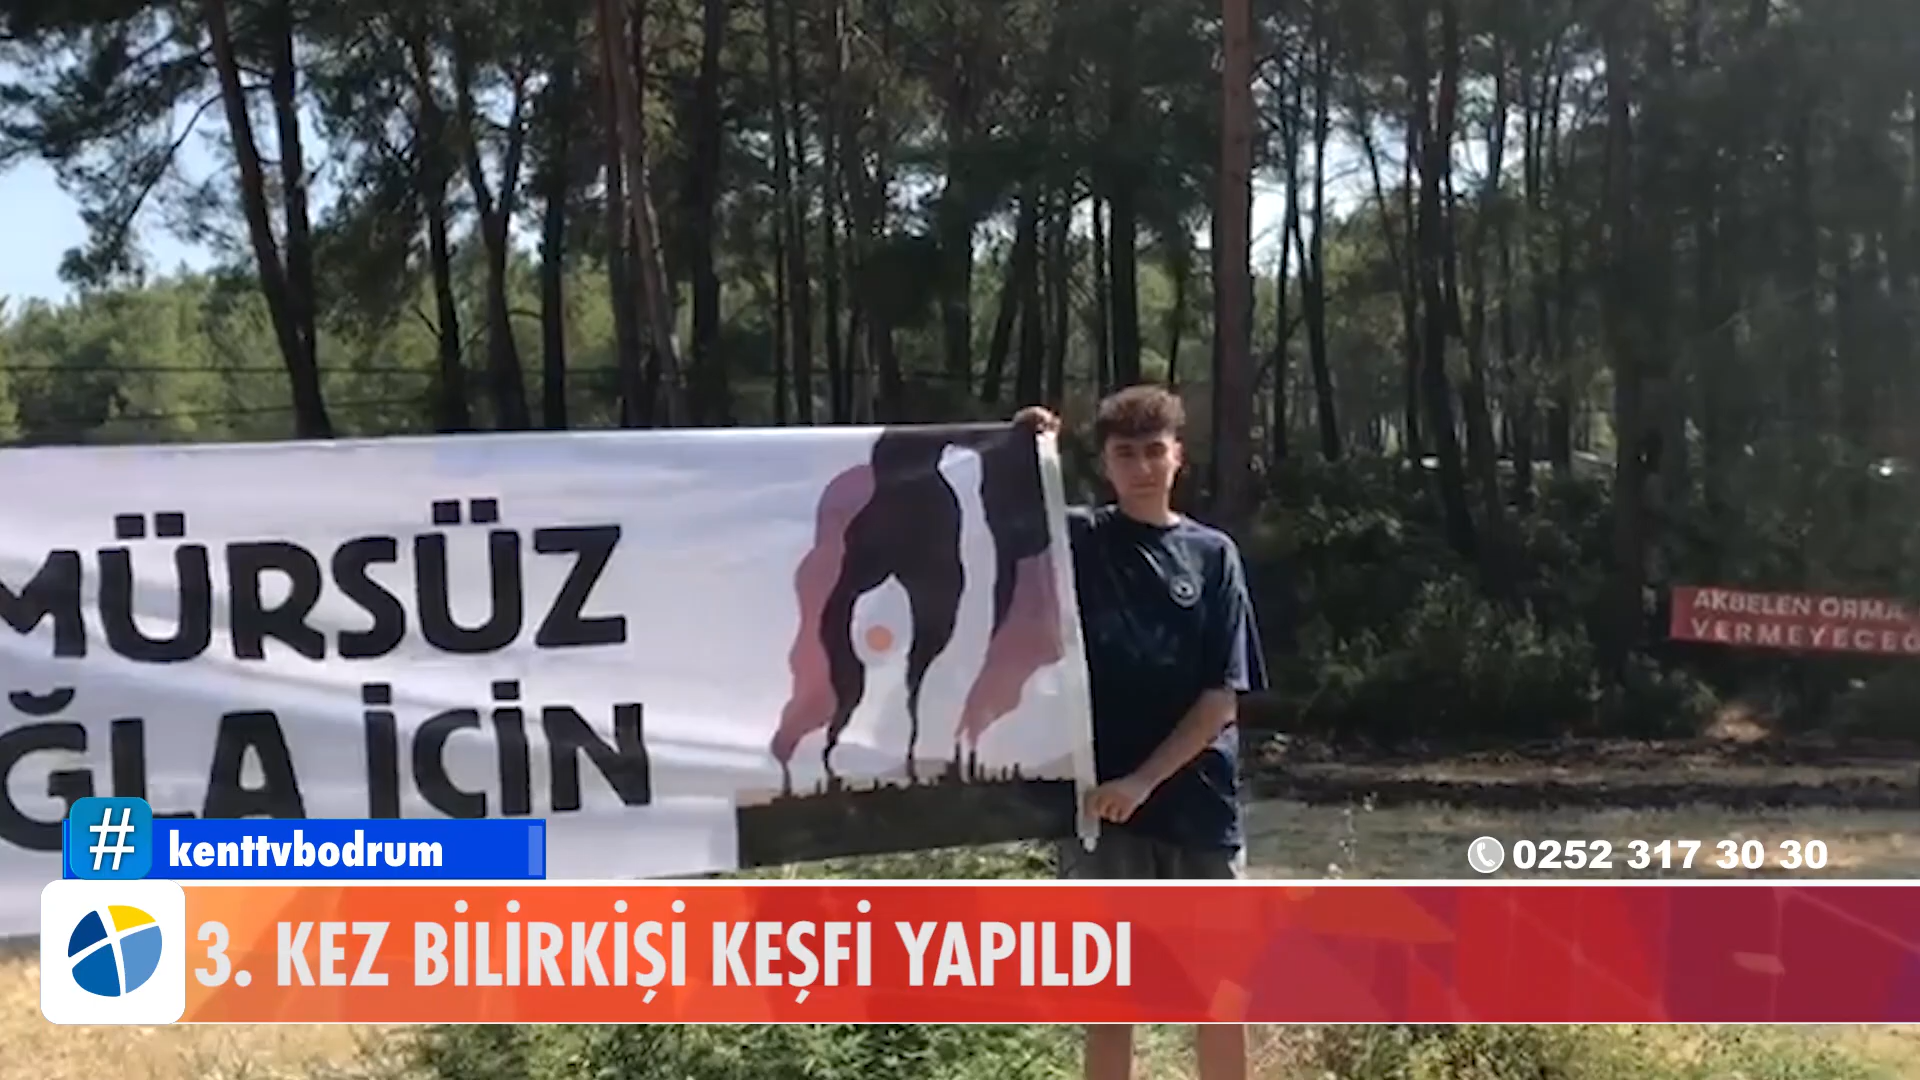 MÜRSÜZ
ĞLA İÇİN
AKBELEN ORMA
VERMEYECEĞ
# kenttvbodrum
0252 317 30 30
3. KEZ BİLİRKİŞİ KEŞFİ YAPILDI